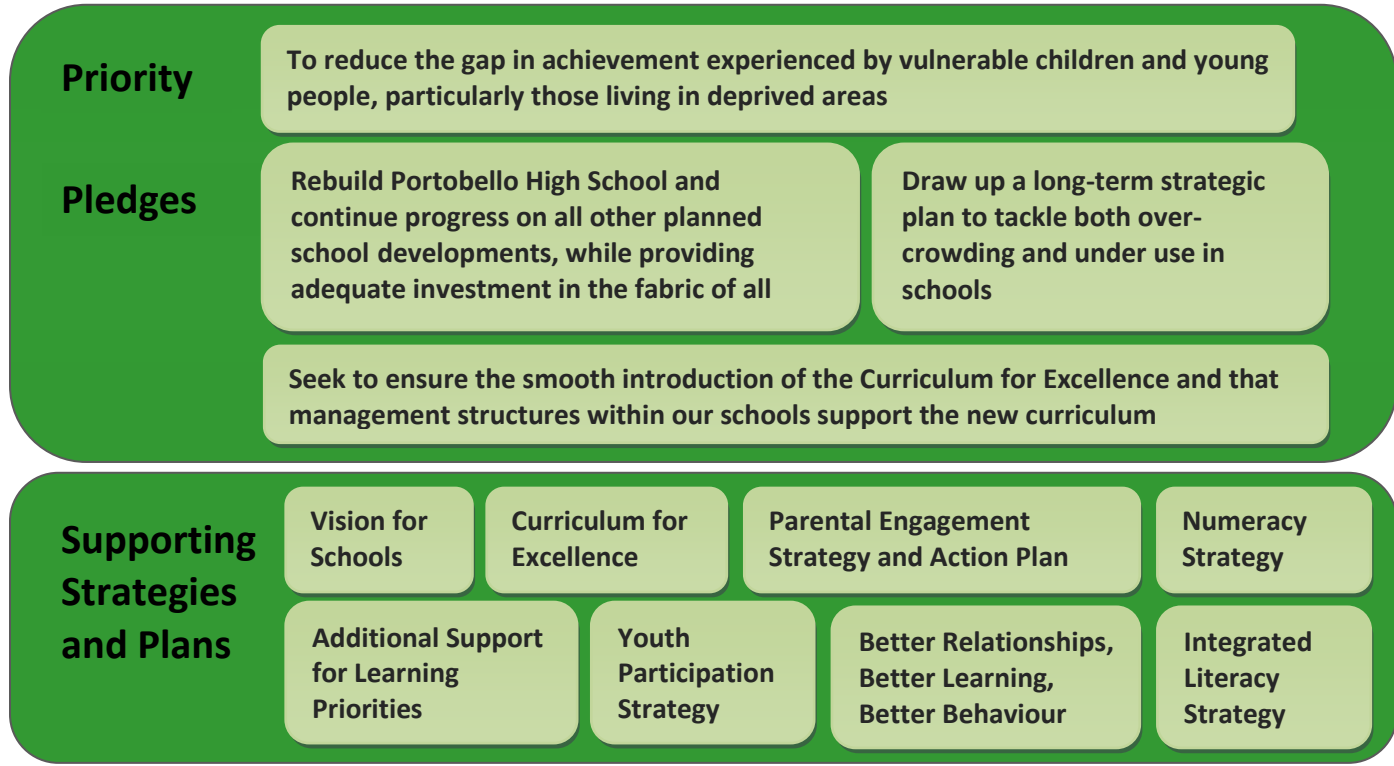 Priority
To reduce the gap in achievement experienced by vulnerable children and young
people, particularly those living in deprived areas
Pledges
Rebuild Portobello High School and
continue progress on all other planned
school developments, while providing
adequate investment in the fabric of all
Draw up a long-term strategic
plan to tackle both over-
crowding and under use in
schools
Seek to ensure the smooth introduction of the Curriculum for Excellence and that
management structures within our schools support the new curriculum
Supporting
Strategies
and Plans
Vision for
Schools
Curriculum for
Excellence
Parental Engagement
Strategy and Action Plan
Numeracy
Strategy
Additional Support
for Learning
Priorities
Youth
Participation
Strategy
Better Relationships,
Better Learning,
Better Behaviour
Integrated
Literacy
Strategy